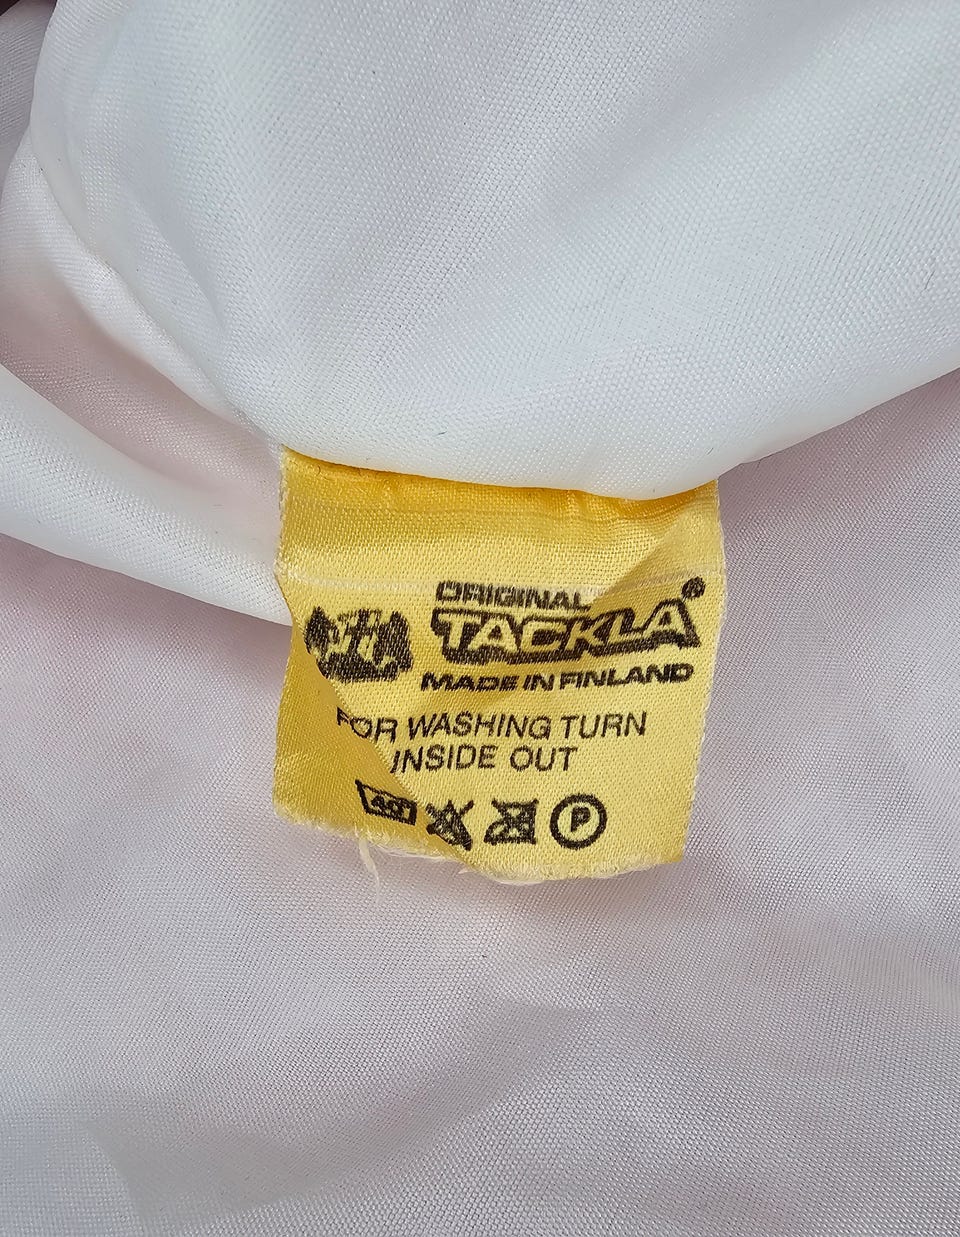 ORIGINAL
TACKLA®
MADE IN FINLAND
FOR WASHING TURN
INSIDE OUT
40 P